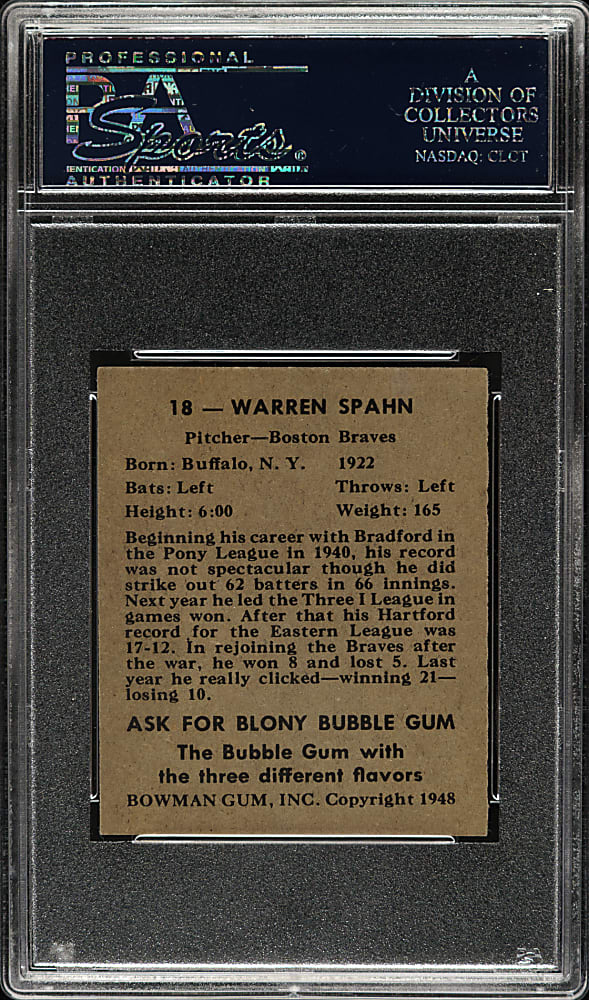 PROFESSIONAL
PSA
Sports®
AUTHENTICATOR
A
DIVISION OF
COLLECTORS
UNIVERSE
NASDAQ: CLCT
18 — WARREN SPAHN
Pitcher—Boston Braves
Born: Buffalo, N. Y. 1922
Bats: Left Throws: Left
Height: 6:00 Weight: 165
Beginning his career with Bradford in
the Pony League in 1940, his record
was not spectacular though he did
strike out 62 batters in 66 innings.
Next year he led the Three I League in
games won. After that his Hartford
record for the Eastern League was
17-12. In rejoining the Braves after
the war, he won 8 and lost 5. Last
year he really clicked—winning 21—
losing 10.
ASK FOR BLONY BUBBLE GUM
The Bubble Gum with
the three different flavors
BOWMAN GUM, INC. Copyright 1948